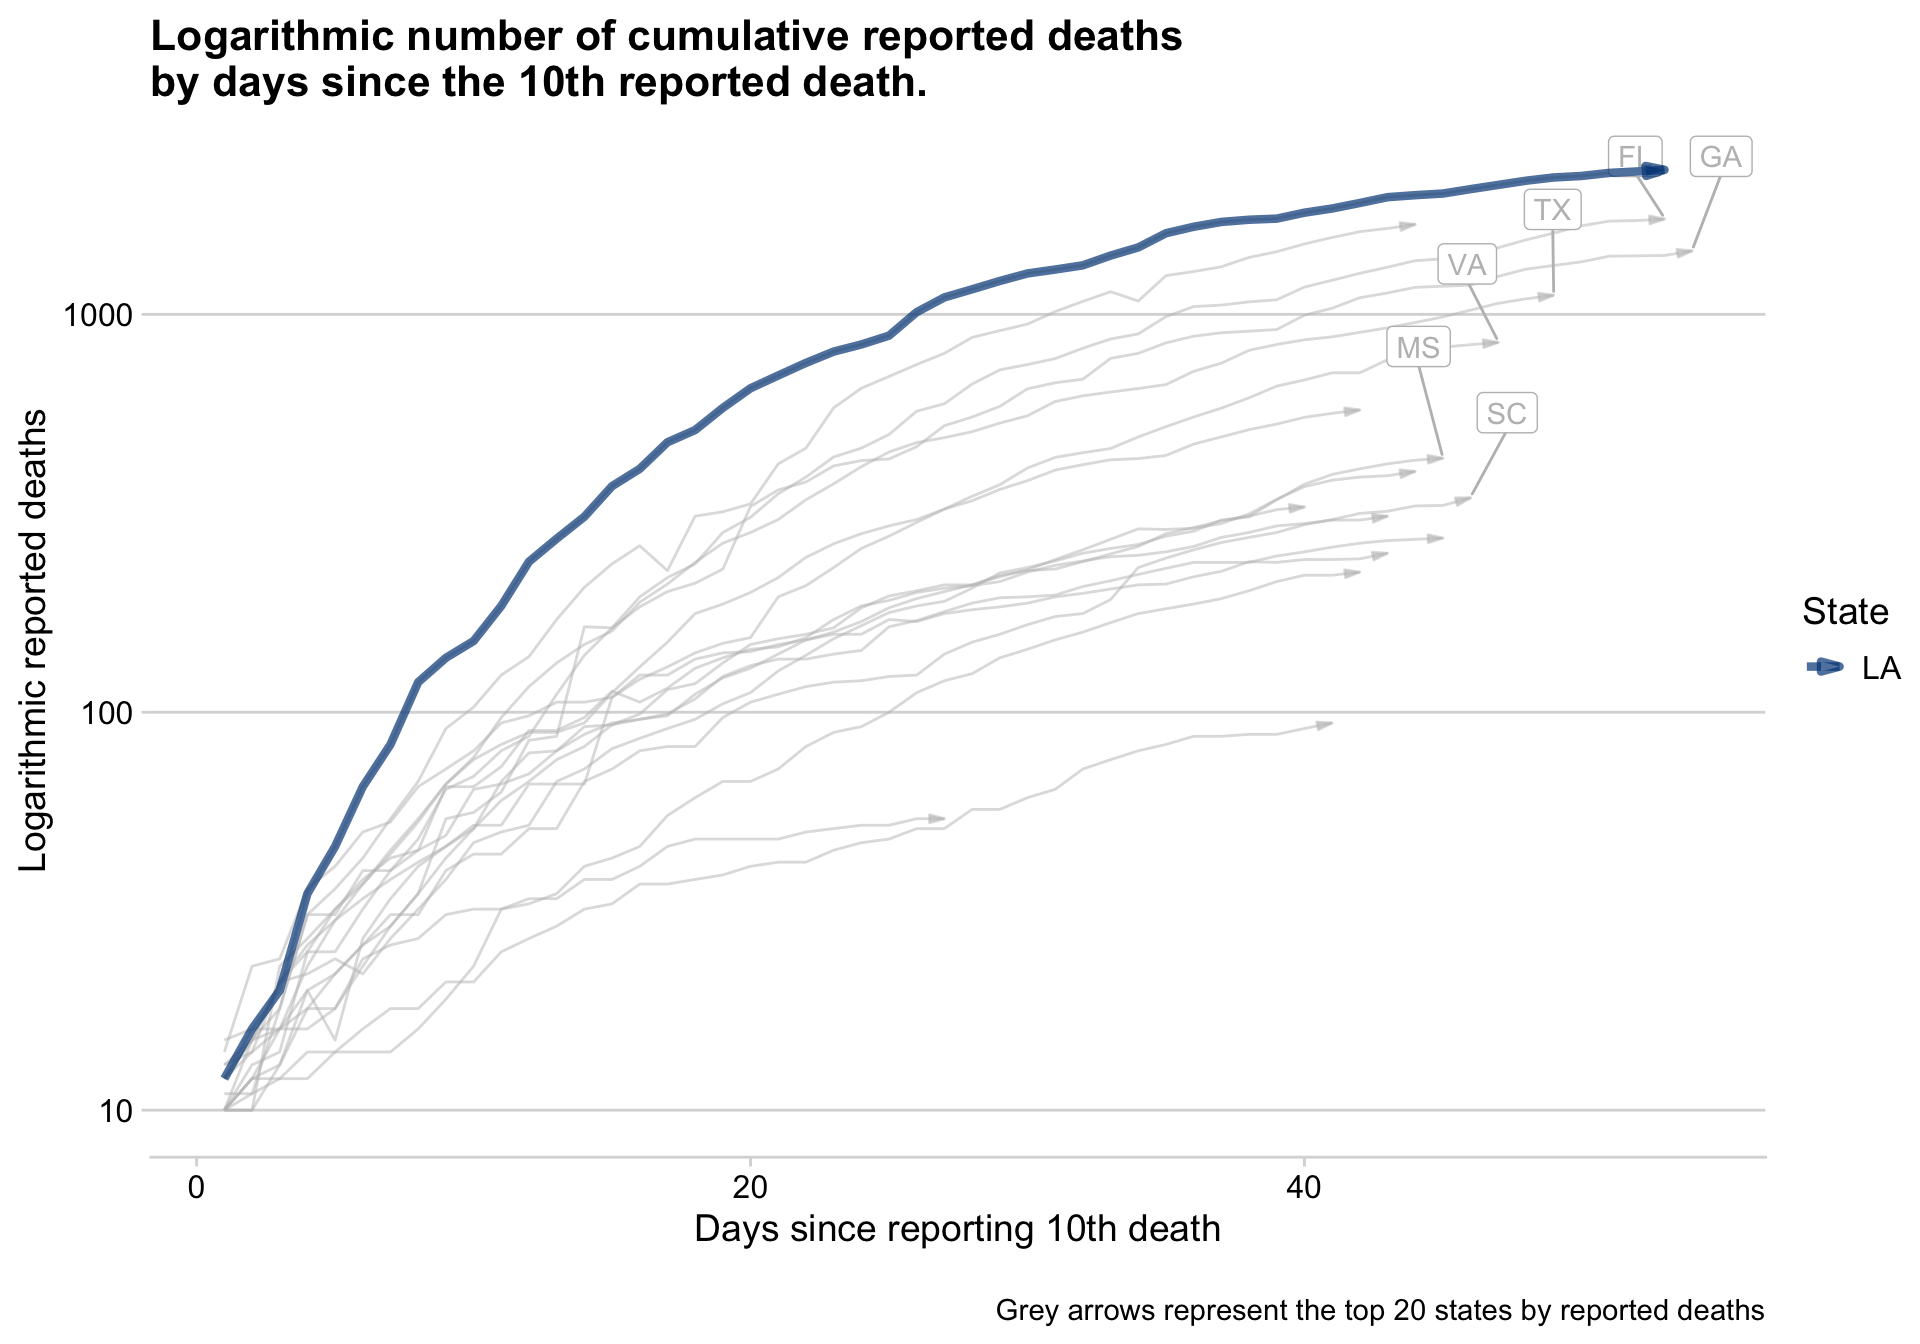 Logarithmic number of cumulative reported deaths
by days since the 10th reported death.
FL
GA
TX
VA
MS
SC
1000
100
10
Logarithmic reported deaths
0
20
40
Days since reporting 10th death
State
LA
Grey arrows represent the top 20 states by reported deaths